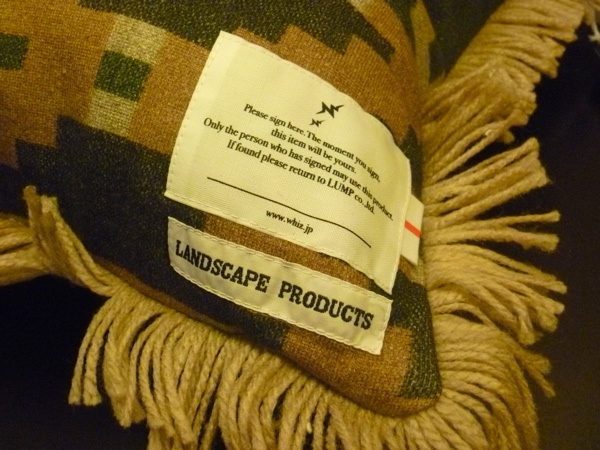 Please sign here. The moment you sign,
this item will be yours.
Only the person who has signed may use this product.
If found please return to LUMP co.,ltd.
www.whiz.jp
LANDSCAPE PRODUCTS